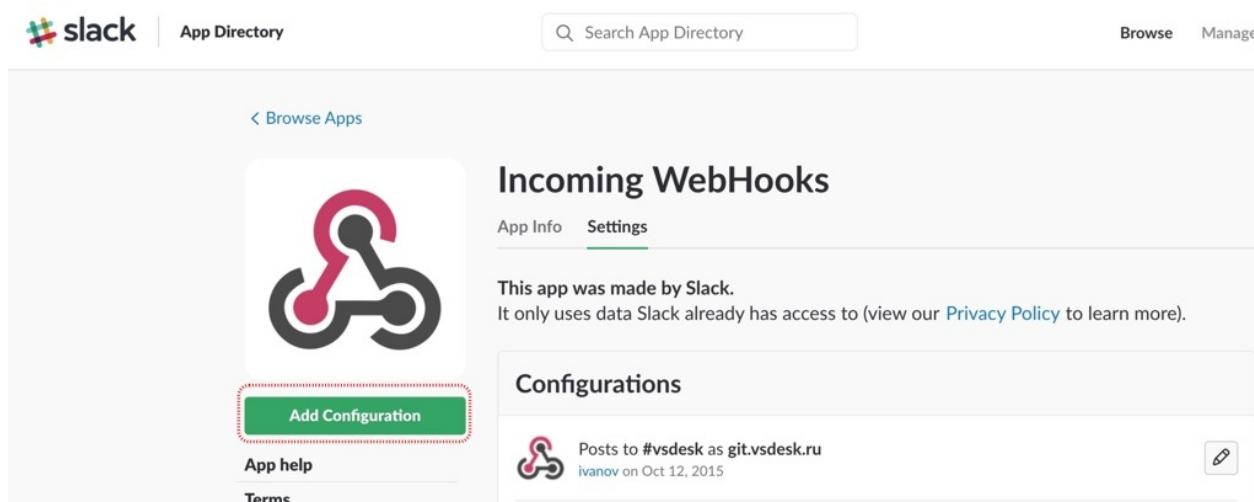 slack App Directory Search App Directory Browse Manage
Browse Apps
Incoming WebHooks
App Info Settings
This app was made by Slack.
It only uses data Slack already has access to (view our Privacy Policy to learn more).
Configurations
Add Configuration
Posts to #vsdesk as git.vsdesk.ru
ivanov on Oct 12, 2015
App help
Terms